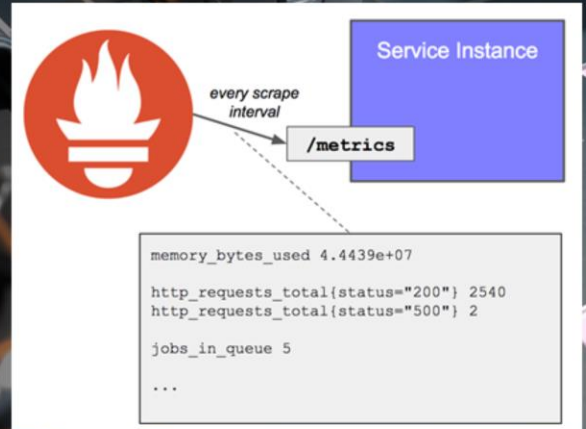 Service Instance
every scrape
interval
/metrics
memory_bytes_used 4.4439e+07
http_requests_total{status="200"} 2540
http_requests_total{status="500"} 2
jobs_in_queue 5
...